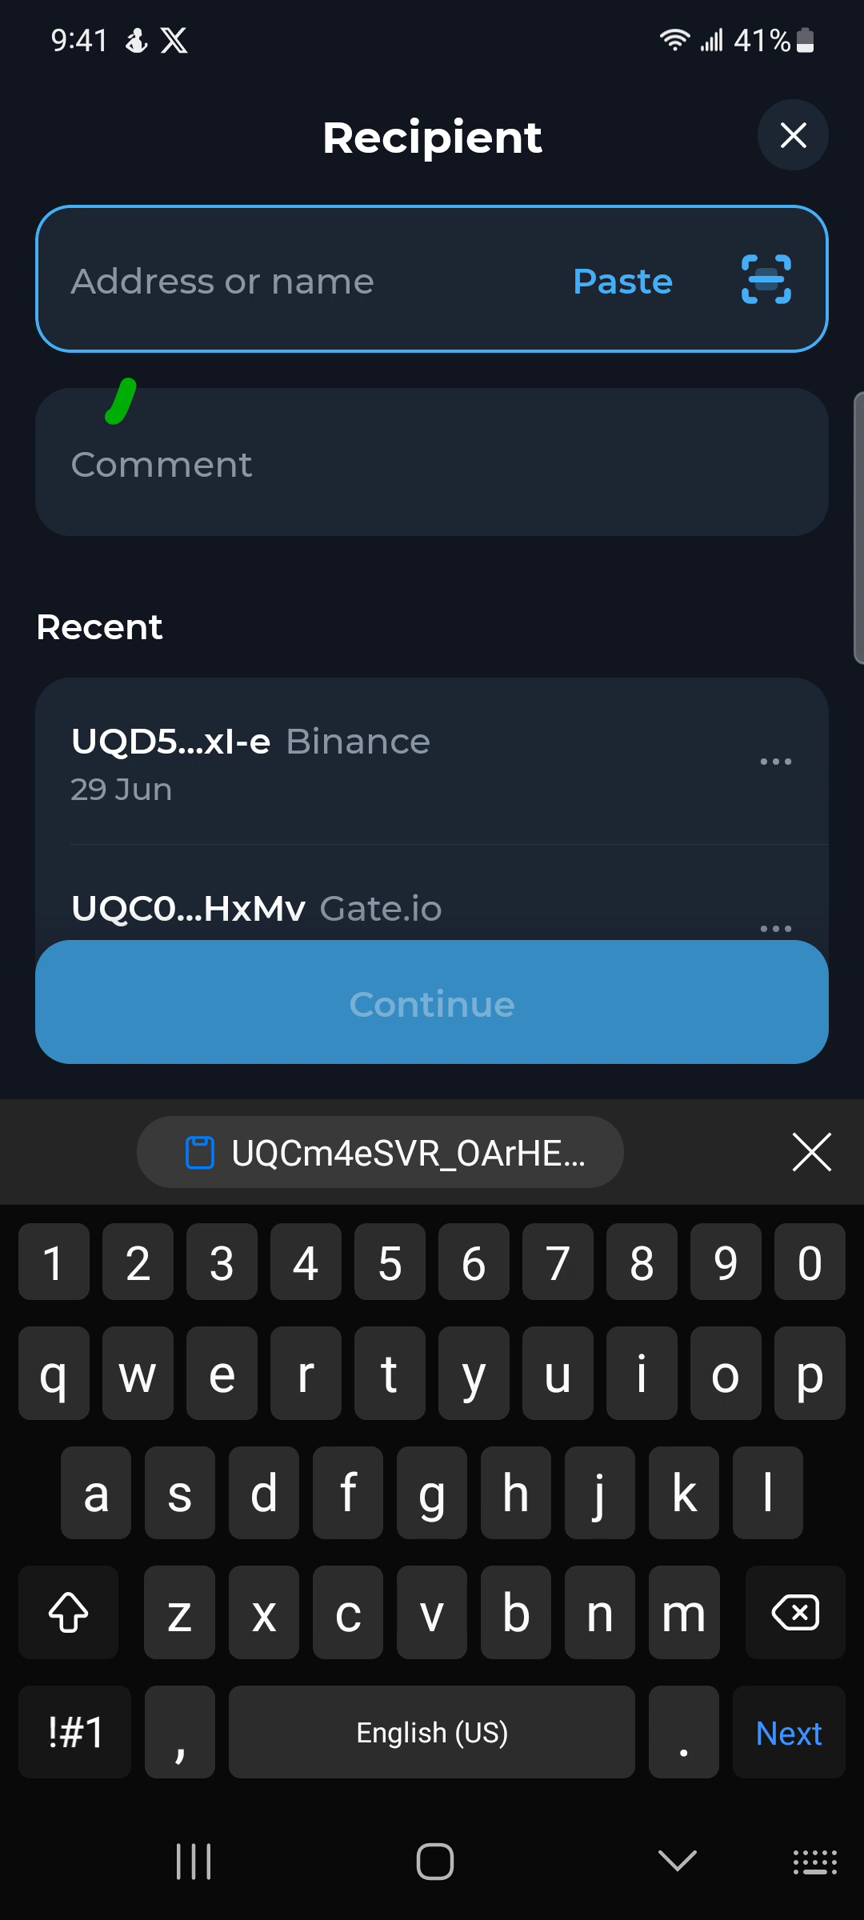 9:41 41%
Recipient
Address or name Paste
Comment
Recent
UQD5...xI-e Binance
29 Jun
UQC0...HxMv Gate.io
Continue
UQCm4eSVR_OArHE...
1 2 3 4 5 6 7 8 9 0
q w e r t y u i o p
a s d f g h j k l
z x c v b n m
!#1 , English (US) . Next